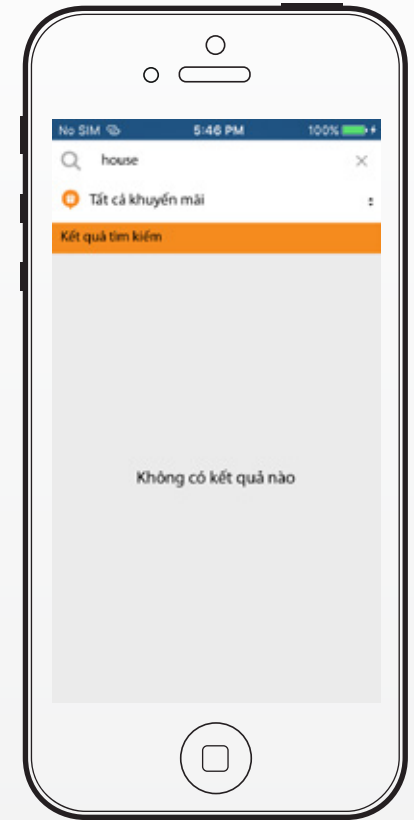 No SIM 5:46 PM 100%
house
Tất cả khuyến mãi
Kết quả tìm kiếm
Không có kết quả nào